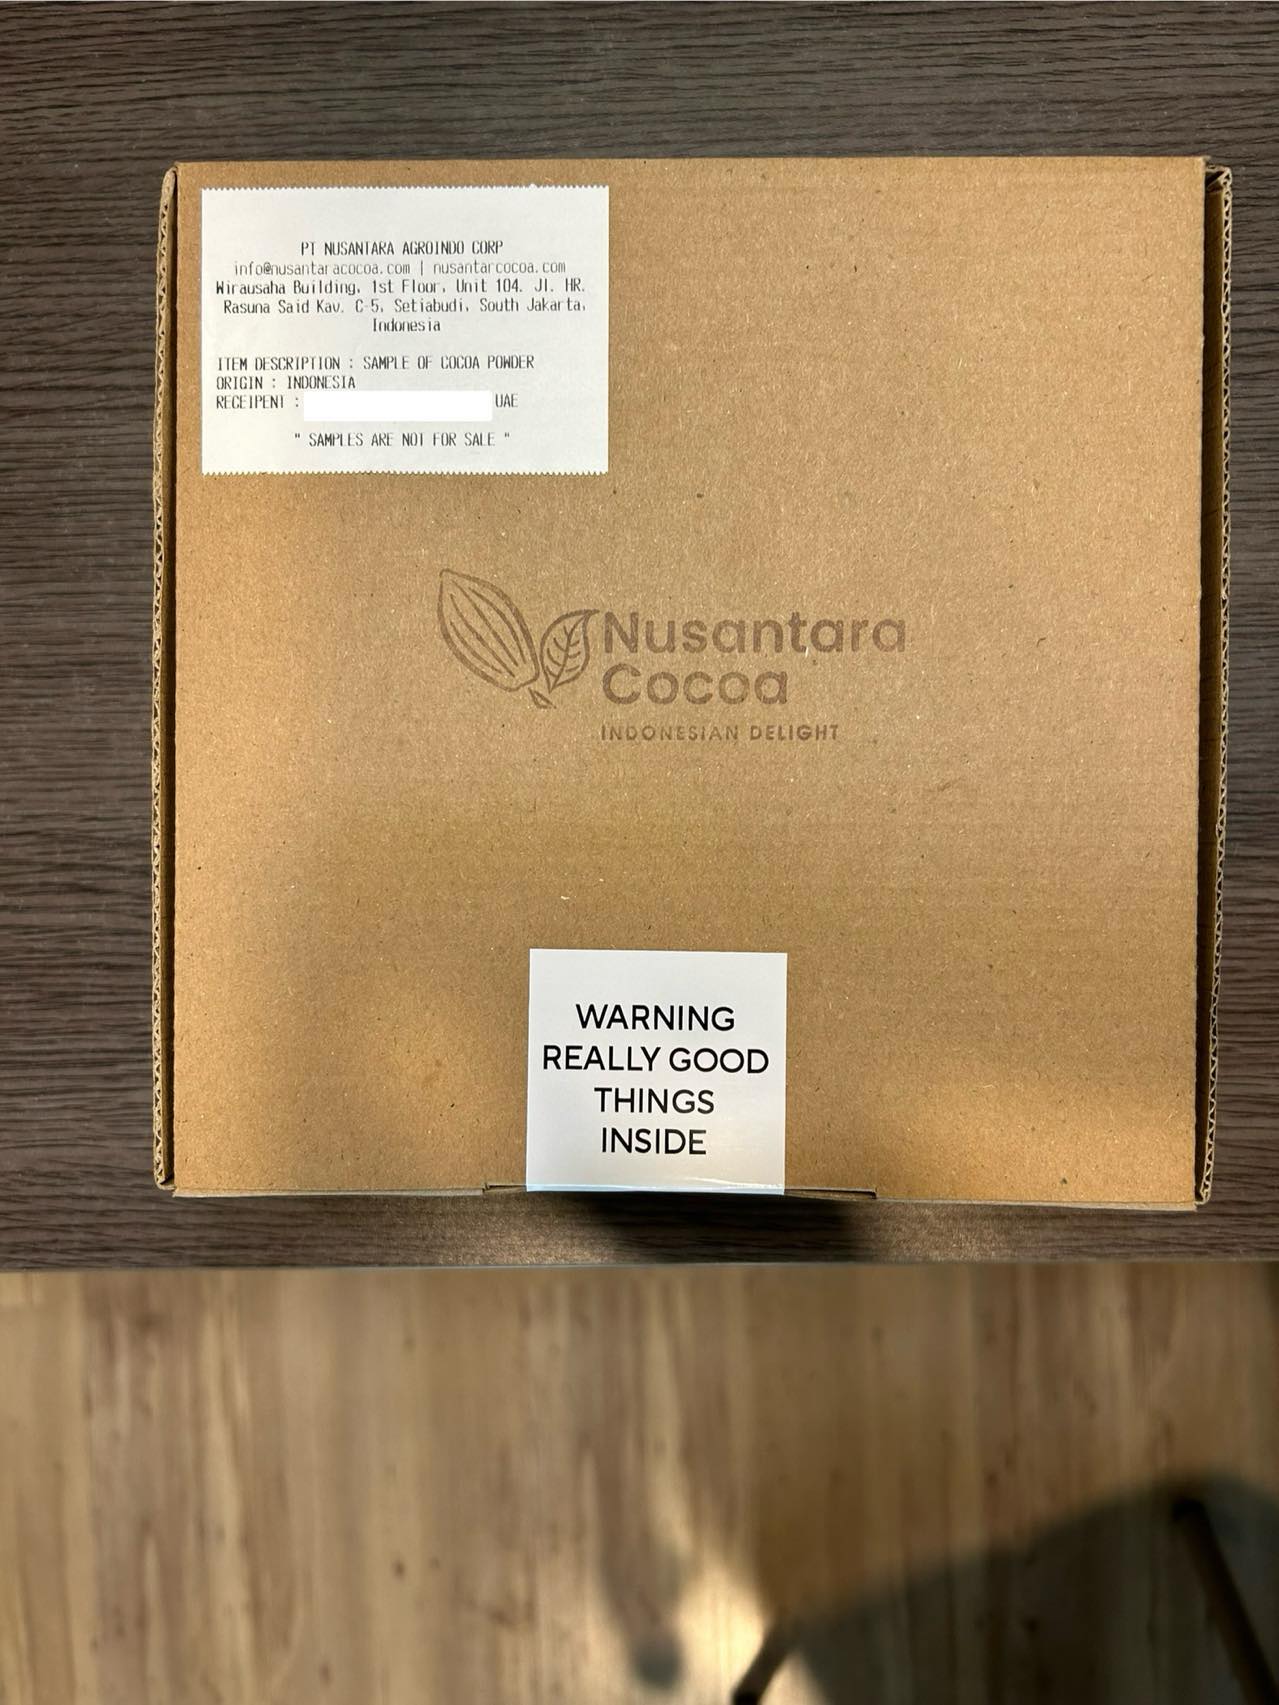 PT NUSANTARA AGROINDO CORP
info@nusantaracocoa.com | nusantarcocoa.com
Wirausaha Building, 1st Floor, Unit 104. Jl. HR.
Rasuna Said Kav. C-5, Setiabudi, South Jakarta,
Indonesia
ITEM DESCRIPTION : SAMPLE OF COCOA POWDER
ORIGIN : INDONESIA
RECEIPENT : UAE
" SAMPLES ARE NOT FOR SALE "
Nusantara
Cocoa
INDONESIAN DELIGHT
WARNING
REALLY GOOD
THINGS
INSIDE